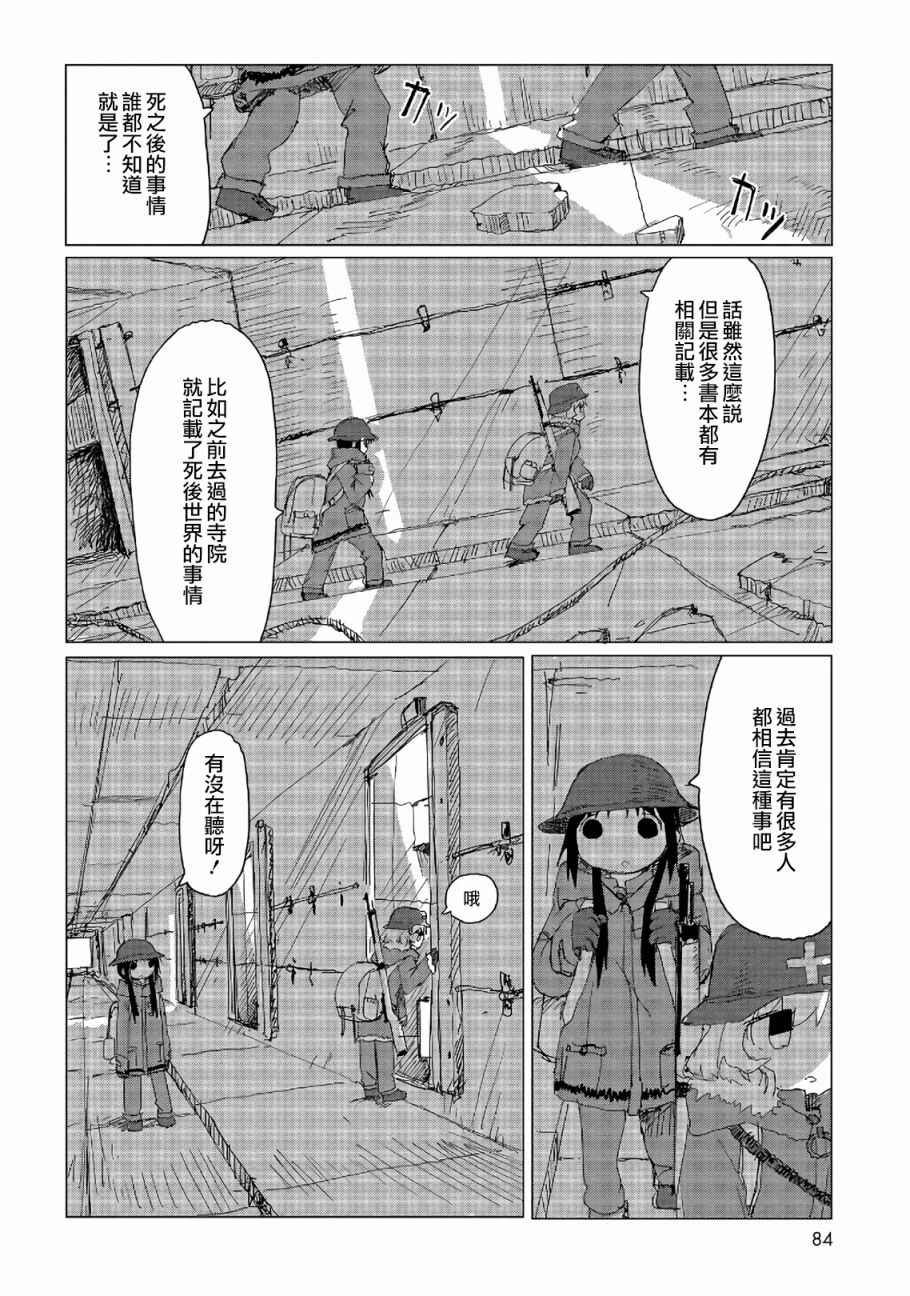 死之後的事情
誰都不知道
就是了…
カッ
カッ
話雖然這麼說
但是很多書本都有
相關記載…
比如之前去過的寺院
就記載了死後世界的事情
過去肯定有很多人
都相信這種事吧
有沒在聽呀！
哦
84